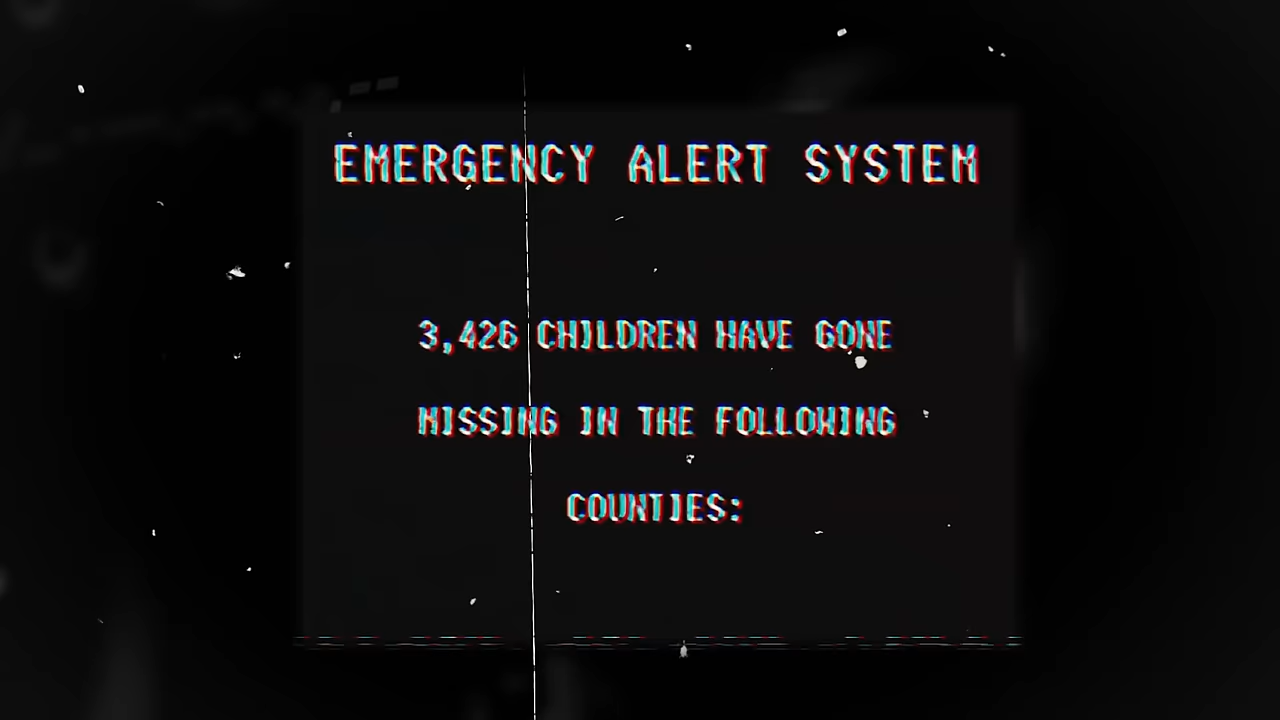 EMERGENCY ALERT SYSTEM
3,426 CHILDREN HAVE GONE
MISSING IN THE FOLLOWING
COUNTIES: